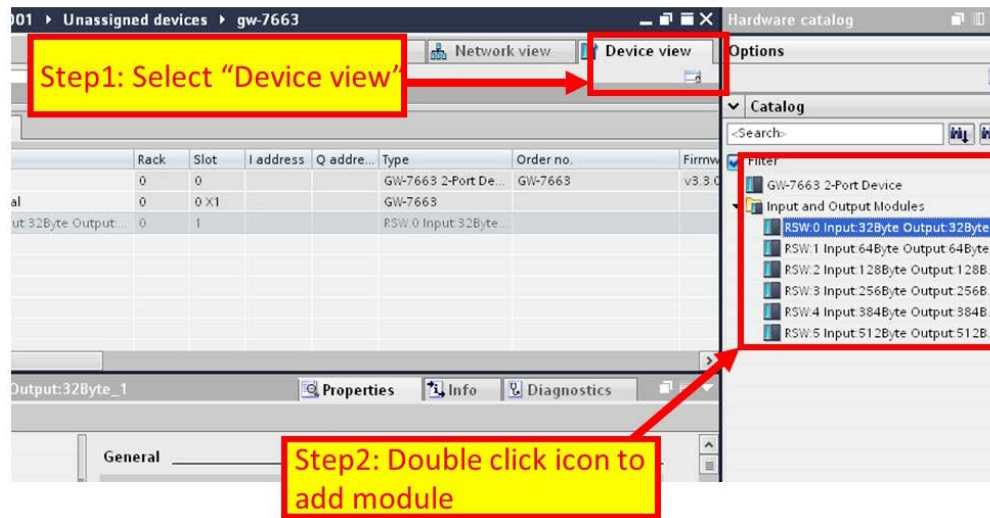 001 ▸ Unassigned devices ▸ gw-7663
Hardware catalog
Network view
Device view
Options
Step1: Select “Device view”
Catalog
<Search>
Filter
Rack Slot I address Q addre... Type Order no. Firmw
0 0 GW-7663 2-Port De... GW-7663 v3.3.0
al 0 0 X1 GW-7663
ut:32Byte Output:... 0 1 RSW:0 Input:32Byte...
GW-7663 2-Port Device
Input and Output Modules
RSW:0 Input:32Byte Output:32Byte
RSW:1 Input:64Byte Output:64Byte
RSW:2 Input:128Byte Output:128B.
RSW:3 Input:256Byte Output:256B.
RSW:4 Input:384Byte Output:384B.
RSW:5 Input:512Byte Output:512B.
Output:32Byte_1
Properties
Info
Diagnostics
General
Step2: Double click icon to
add module